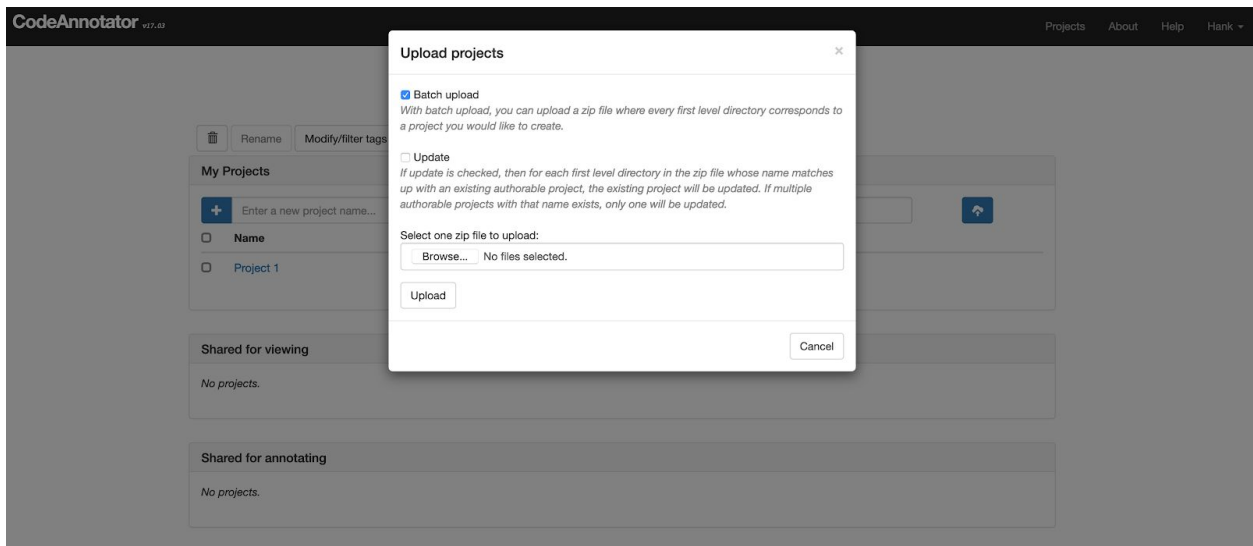 CodeAnnotator v17.03
Projects About Help Hank
Upload projects ×
Batch upload
With batch upload, you can upload a zip file where every first level directory corresponds to
a project you would like to create.
Rename Modify/filter tags
Update
If update is checked, then for each first level directory in the zip file whose name matches
up with an existing authorable project, the existing project will be updated. If multiple
authorable projects with that name exists, only one will be updated.
My Projects
Enter a new project name...
Name
Project 1
Select one zip file to upload:
Browse... No files selected.
Upload
Cancel
Shared for viewing
No projects.
Shared for annotating
No projects.